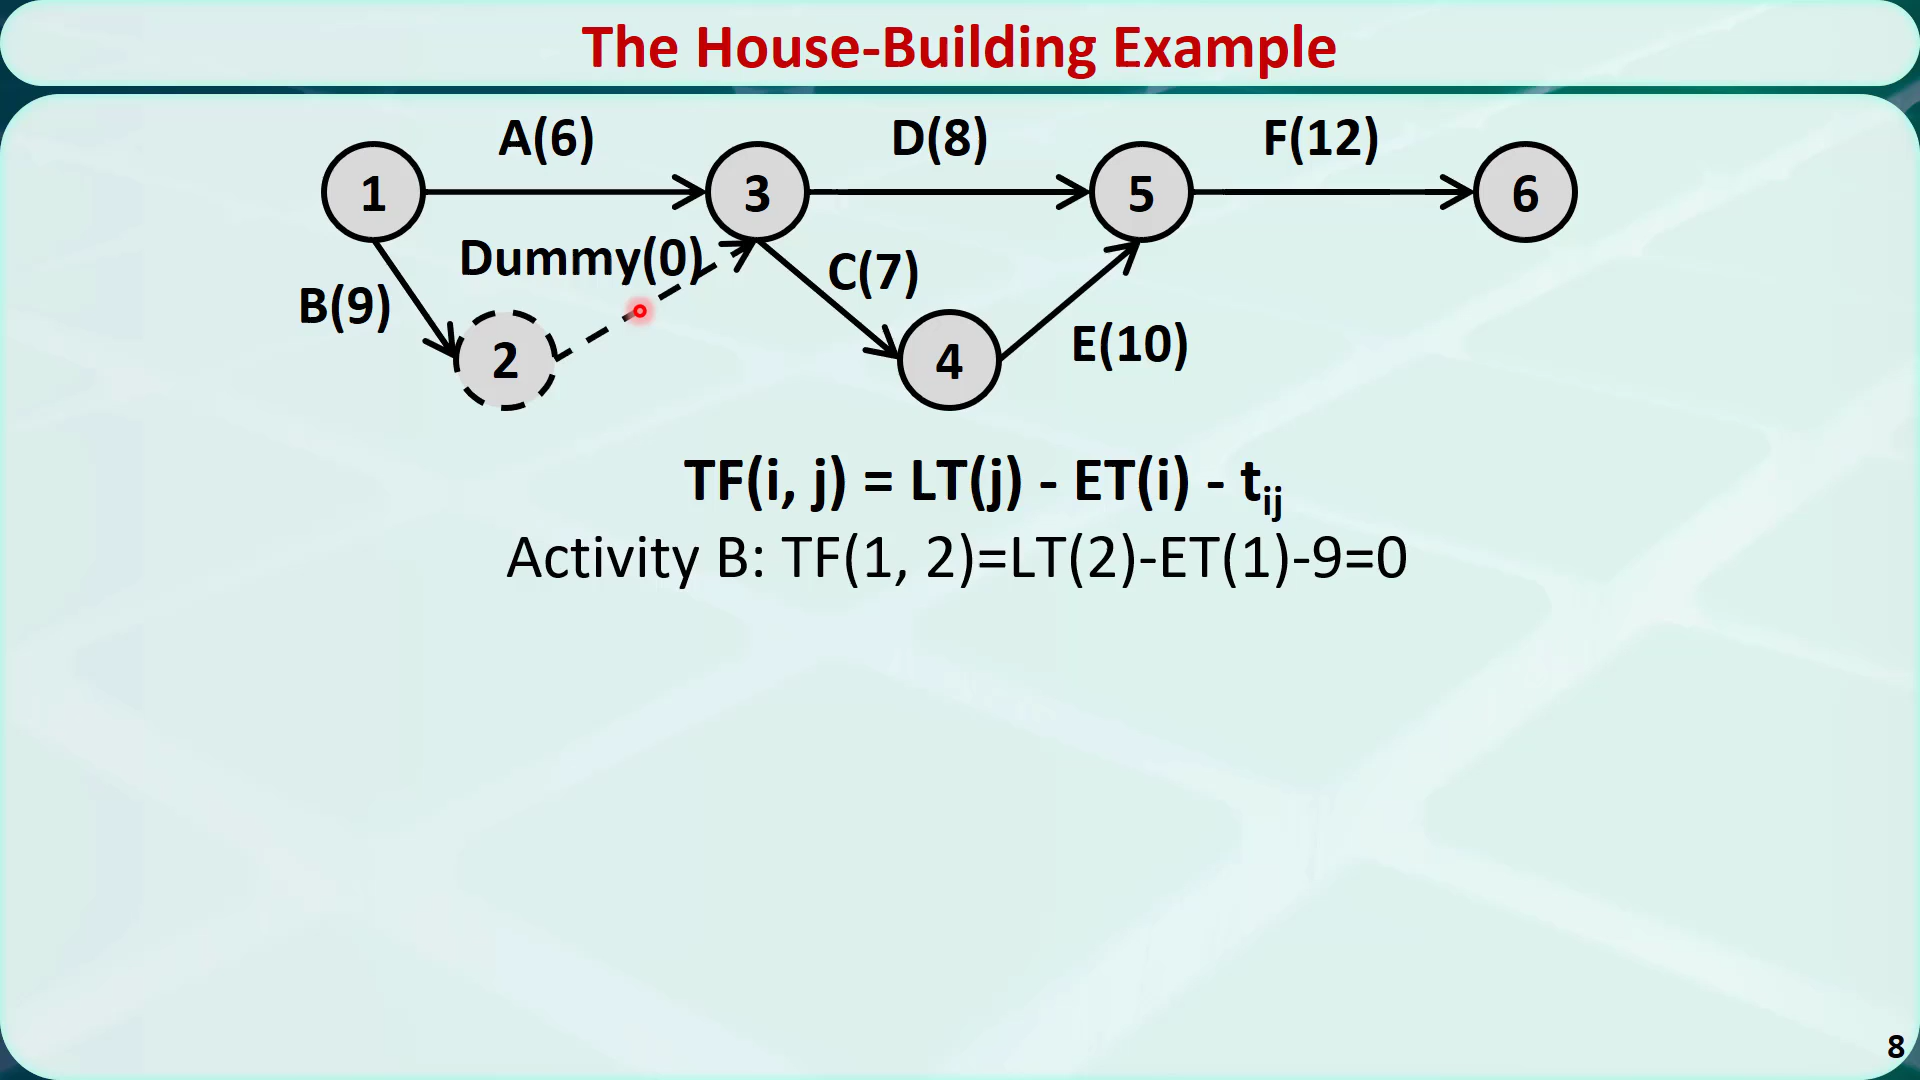 The House-Building Example
A(6)
D(8)
F(12)
1
3
5
6
Dummy(0)
C(7)
B(9)
2
4
E(10)
TF(i, j) = LT(j) - ET(i) - tij
Activity B: TF(1, 2)=LT(2)-ET(1)-9=0
8